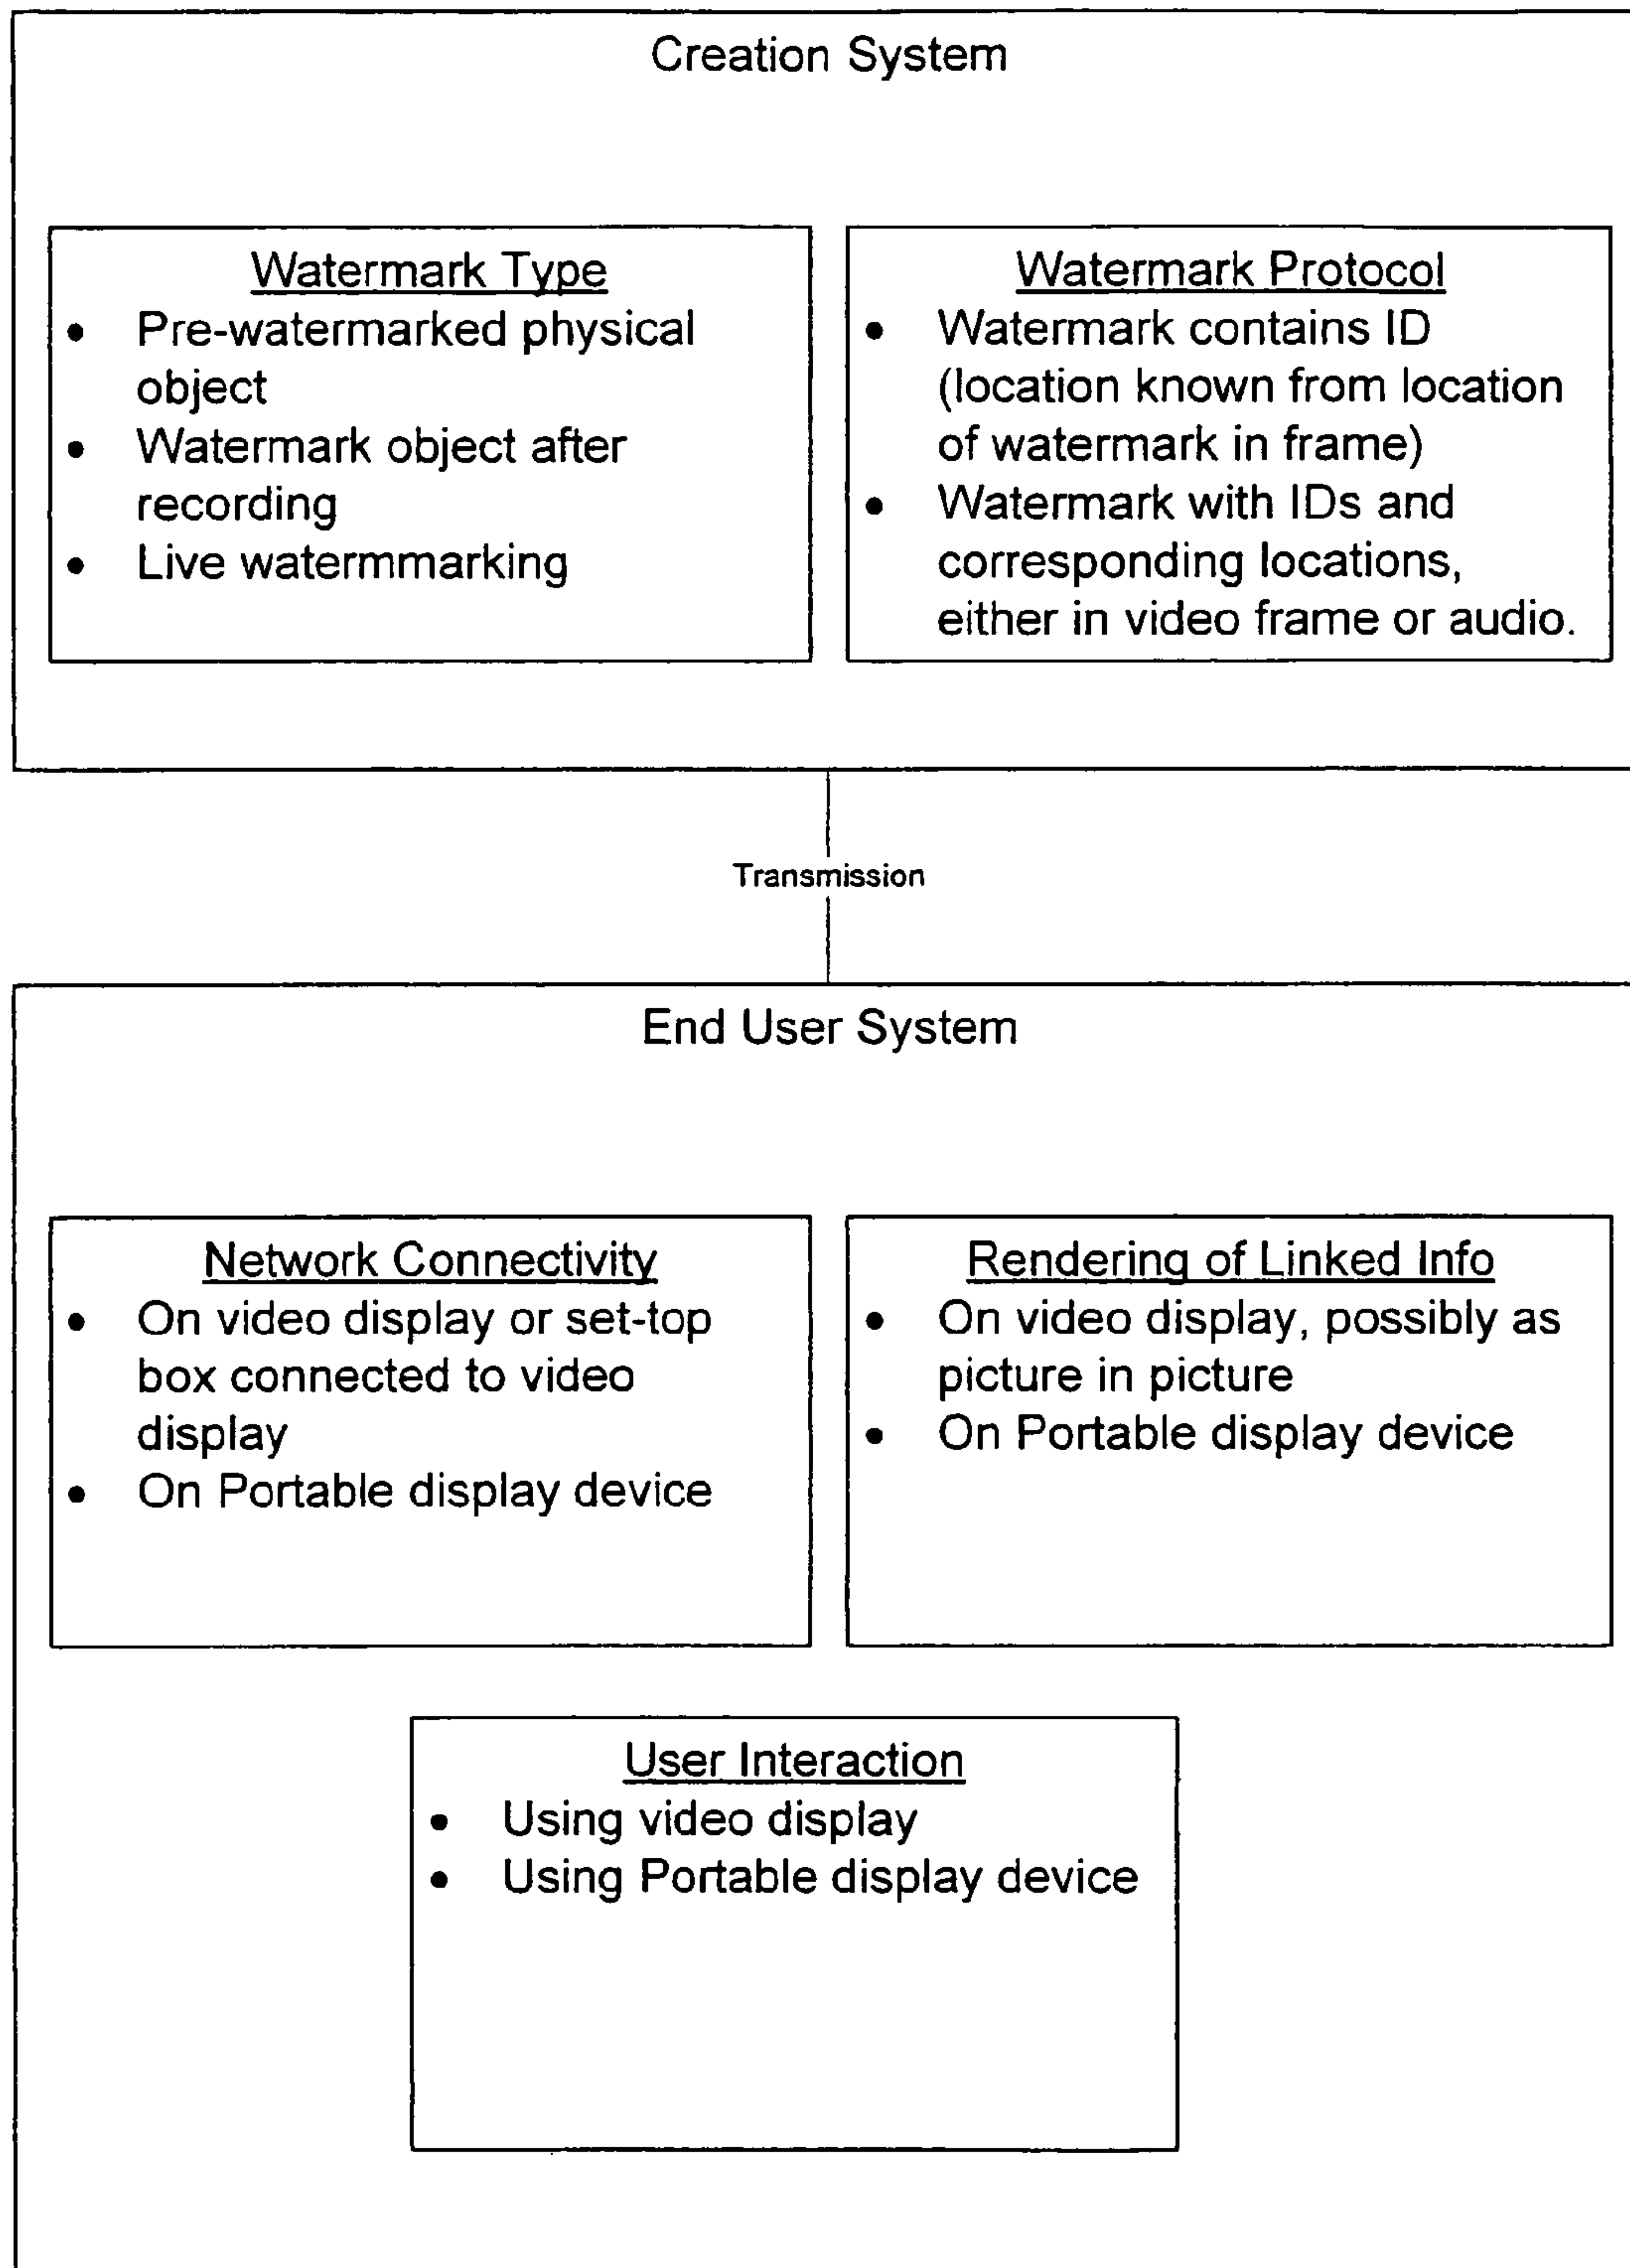 Creation System
Watermark Type
• Pre-watermarked physical
object
• Watermark object after
recording
• Live watermmarking
Watermark Protocol
• Watermark contains ID
(location known from location
of watermark in frame)
• Watermark with IDs and
corresponding locations,
either in video frame or audio.
Transmission
End User System
Network Connectivity
• On video display or set-top
box connected to video
display
• On Portable display device
Rendering of Linked Info
• On video display, possibly as
picture in picture
• On Portable display device
User Interaction
• Using video display
• Using Portable display device